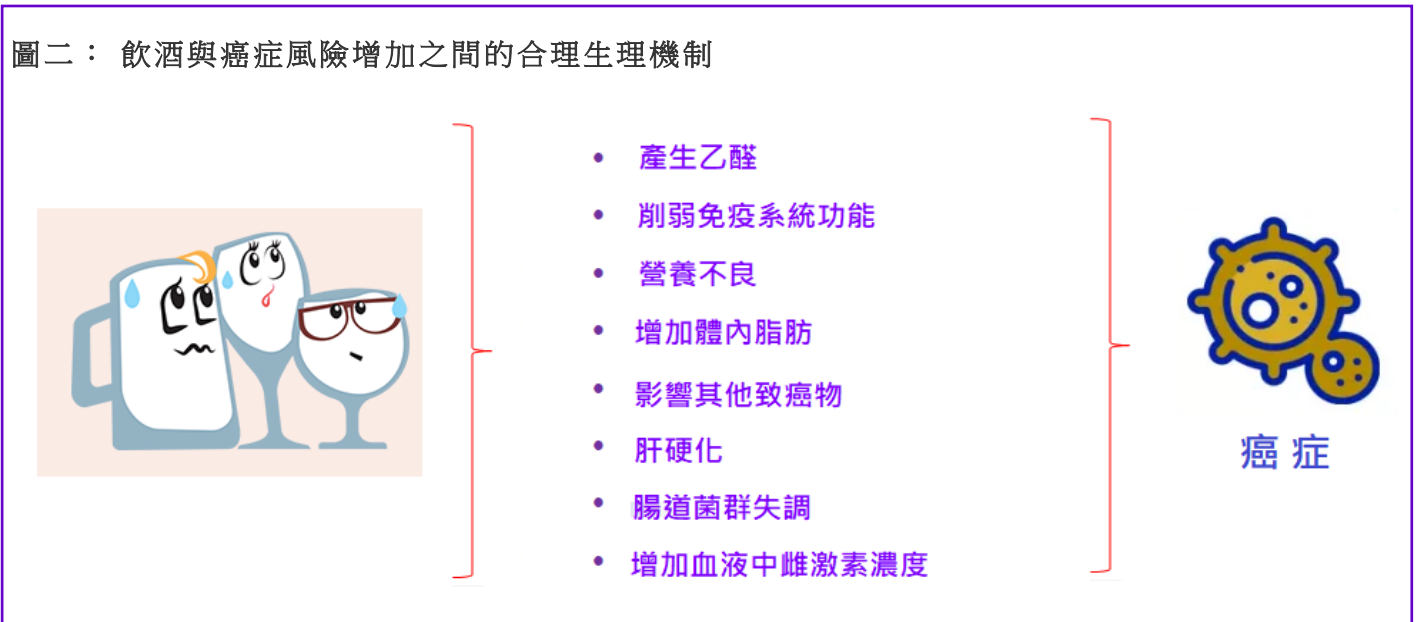 圖二： 飲酒與癌症風險增加之間的合理生理機制
• 產生乙醛
• 削弱免疫系統功能
• 營養不良
• 增加體內脂肪
• 影響其他致癌物
• 肝硬化
• 腸道菌群失調
• 增加血液中雌激素濃度
癌症